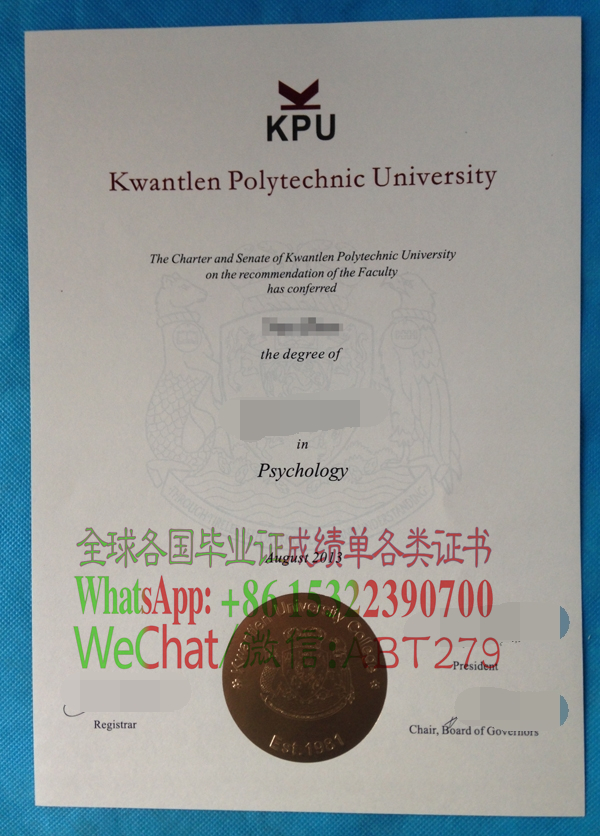 KPU
Kwantlen Polytechnic University
The Charter and Senate of Kwantlen Polytechnic University
on the recommendation of the Faculty
has conferred
the degree of
in
Psychology
全球各国毕业证成绩单各类证书
August 2013
WhatsApp: +86 15322390700
WeChat/微信:ABT279
Kwantlen University College
Est.1981
President
Registrar
Chair, Board of Governors